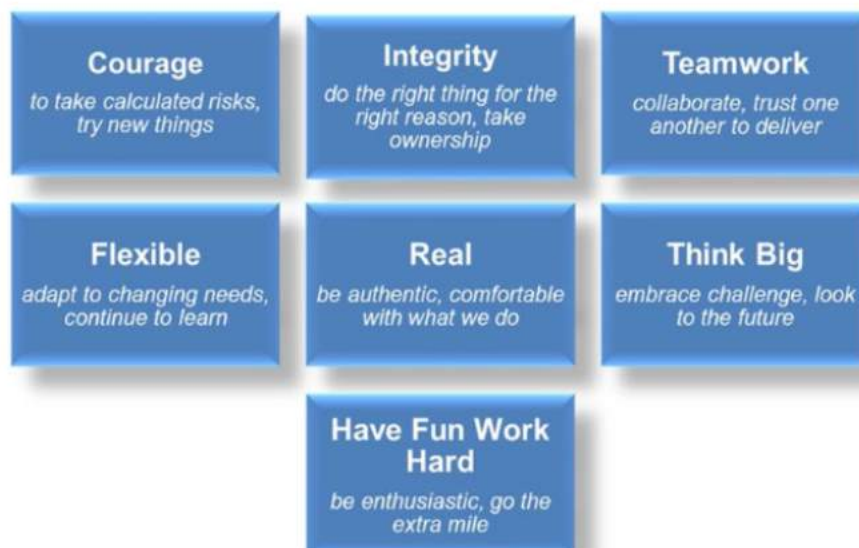 Courage
to take calculated risks,
try new things
Integrity
do the right thing for the
right reason, take
ownership
Teamwork
collaborate, trust one
another to deliver
Flexible
adapt to changing needs,
continue to learn
Real
be authentic, comfortable
with what we do
Think Big
embrace challenge, look
to the future
Have Fun Work
Hard
be enthusiastic, go the
extra mile